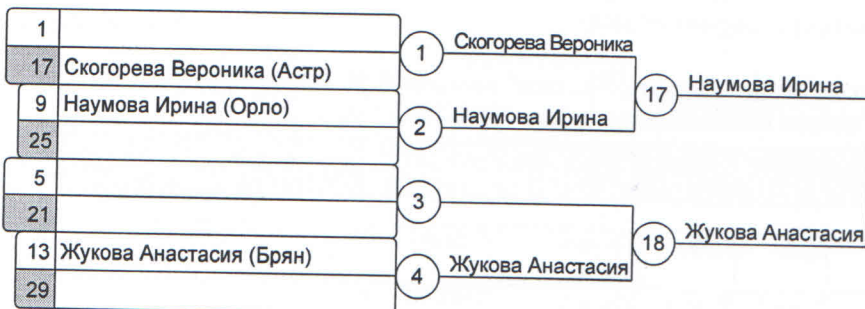 1
17 Скогорева Вероника (Астр)
1 Скогорева Вероника
9 Наумова Ирина (Орло)
25
2 Наумова Ирина
17 Наумова Ирина
5
21
3
13 Жукова Анастасия (Брян)
29
4 Жукова Анастасия
18 Жукова Анастасия